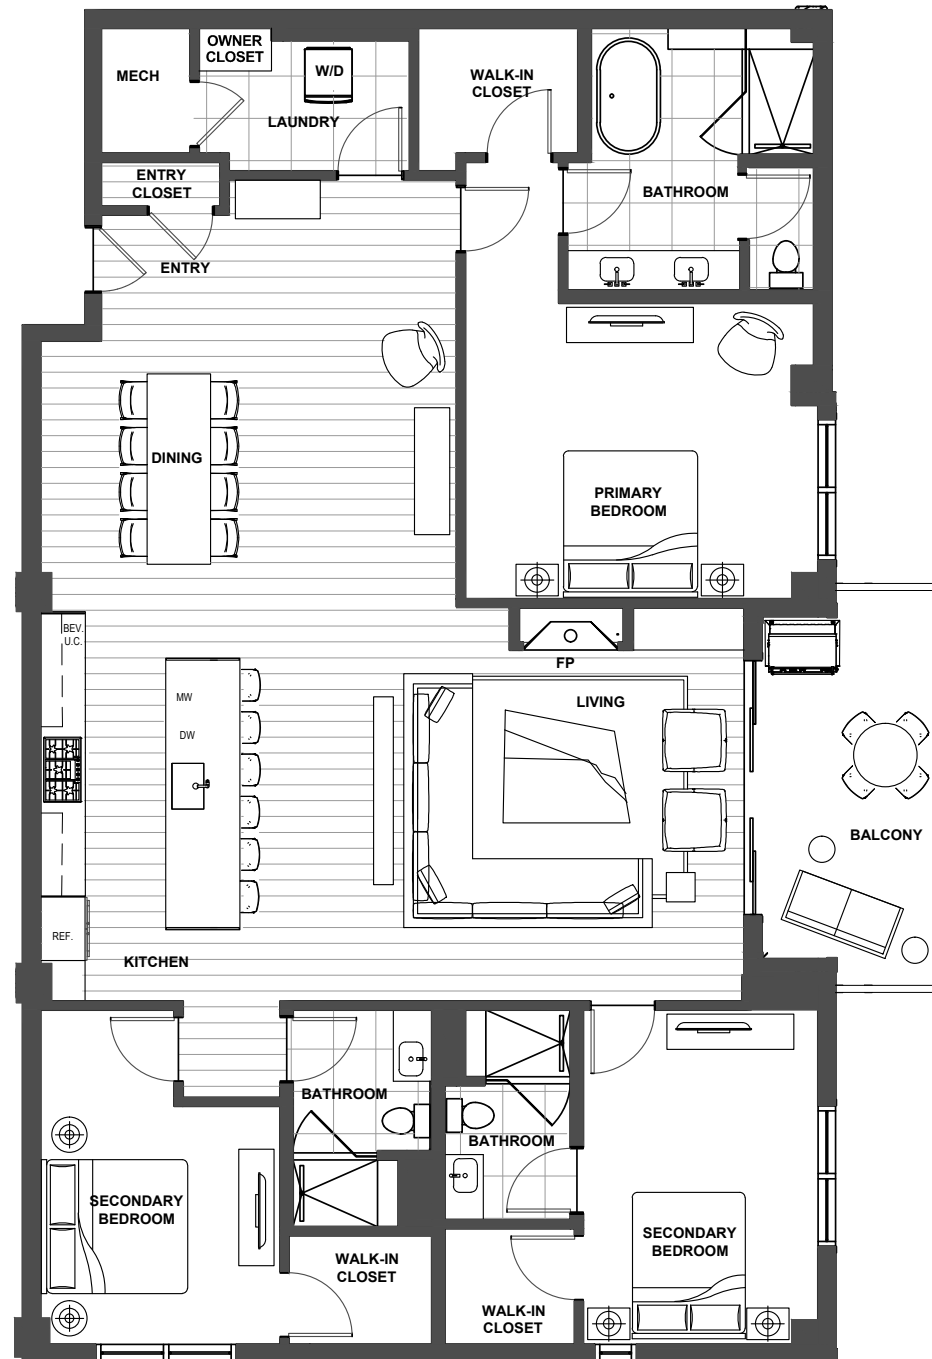 OWNER
CLOSET
MECH
W/D
WALK-IN
CLOSET
LAUNDRY
ENTRY
CLOSET
BATHROOM
ENTRY
DINING
PRIMARY
BEDROOM
BEV.
U.C.
FP
MW
LIVING
DW
BALCONY
REF.
KITCHEN
BATHROOM
BATHROOM
SECONDARY
BEDROOM
SECONDARY
BEDROOM
WALK-IN
CLOSET
WALK-IN
CLOSET